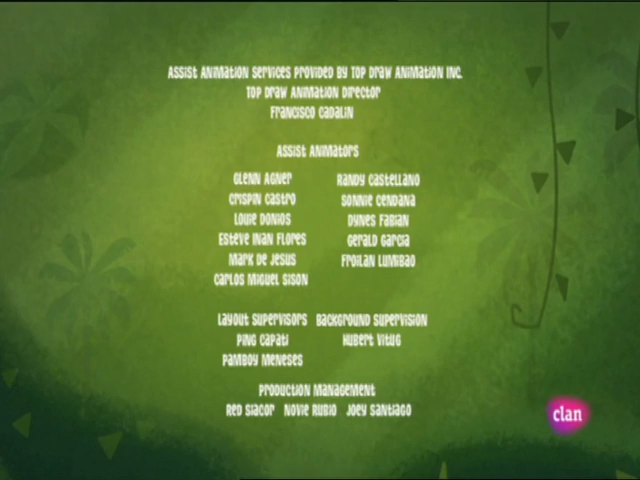 Assist Animation Services Provided by Top Draw Animation Inc.
Top Draw Animation Director
Francisco Cadalin
Assist Animators
Glenn Agner Randy Castellano
Crispin Castro Sonnie Cendana
Louie Donios Dynes Fabian
Esteve Inan Flores Gerald Garcia
Mark De Jesus Froilan Lumibao
Carlos Miguel Sison
Layout Supervisors Background Supervision
Ping Capati Hubert Vitug
Pamboy Meneses
Production Management
Red Siacor Novie Rubio Joey Santiago
clan